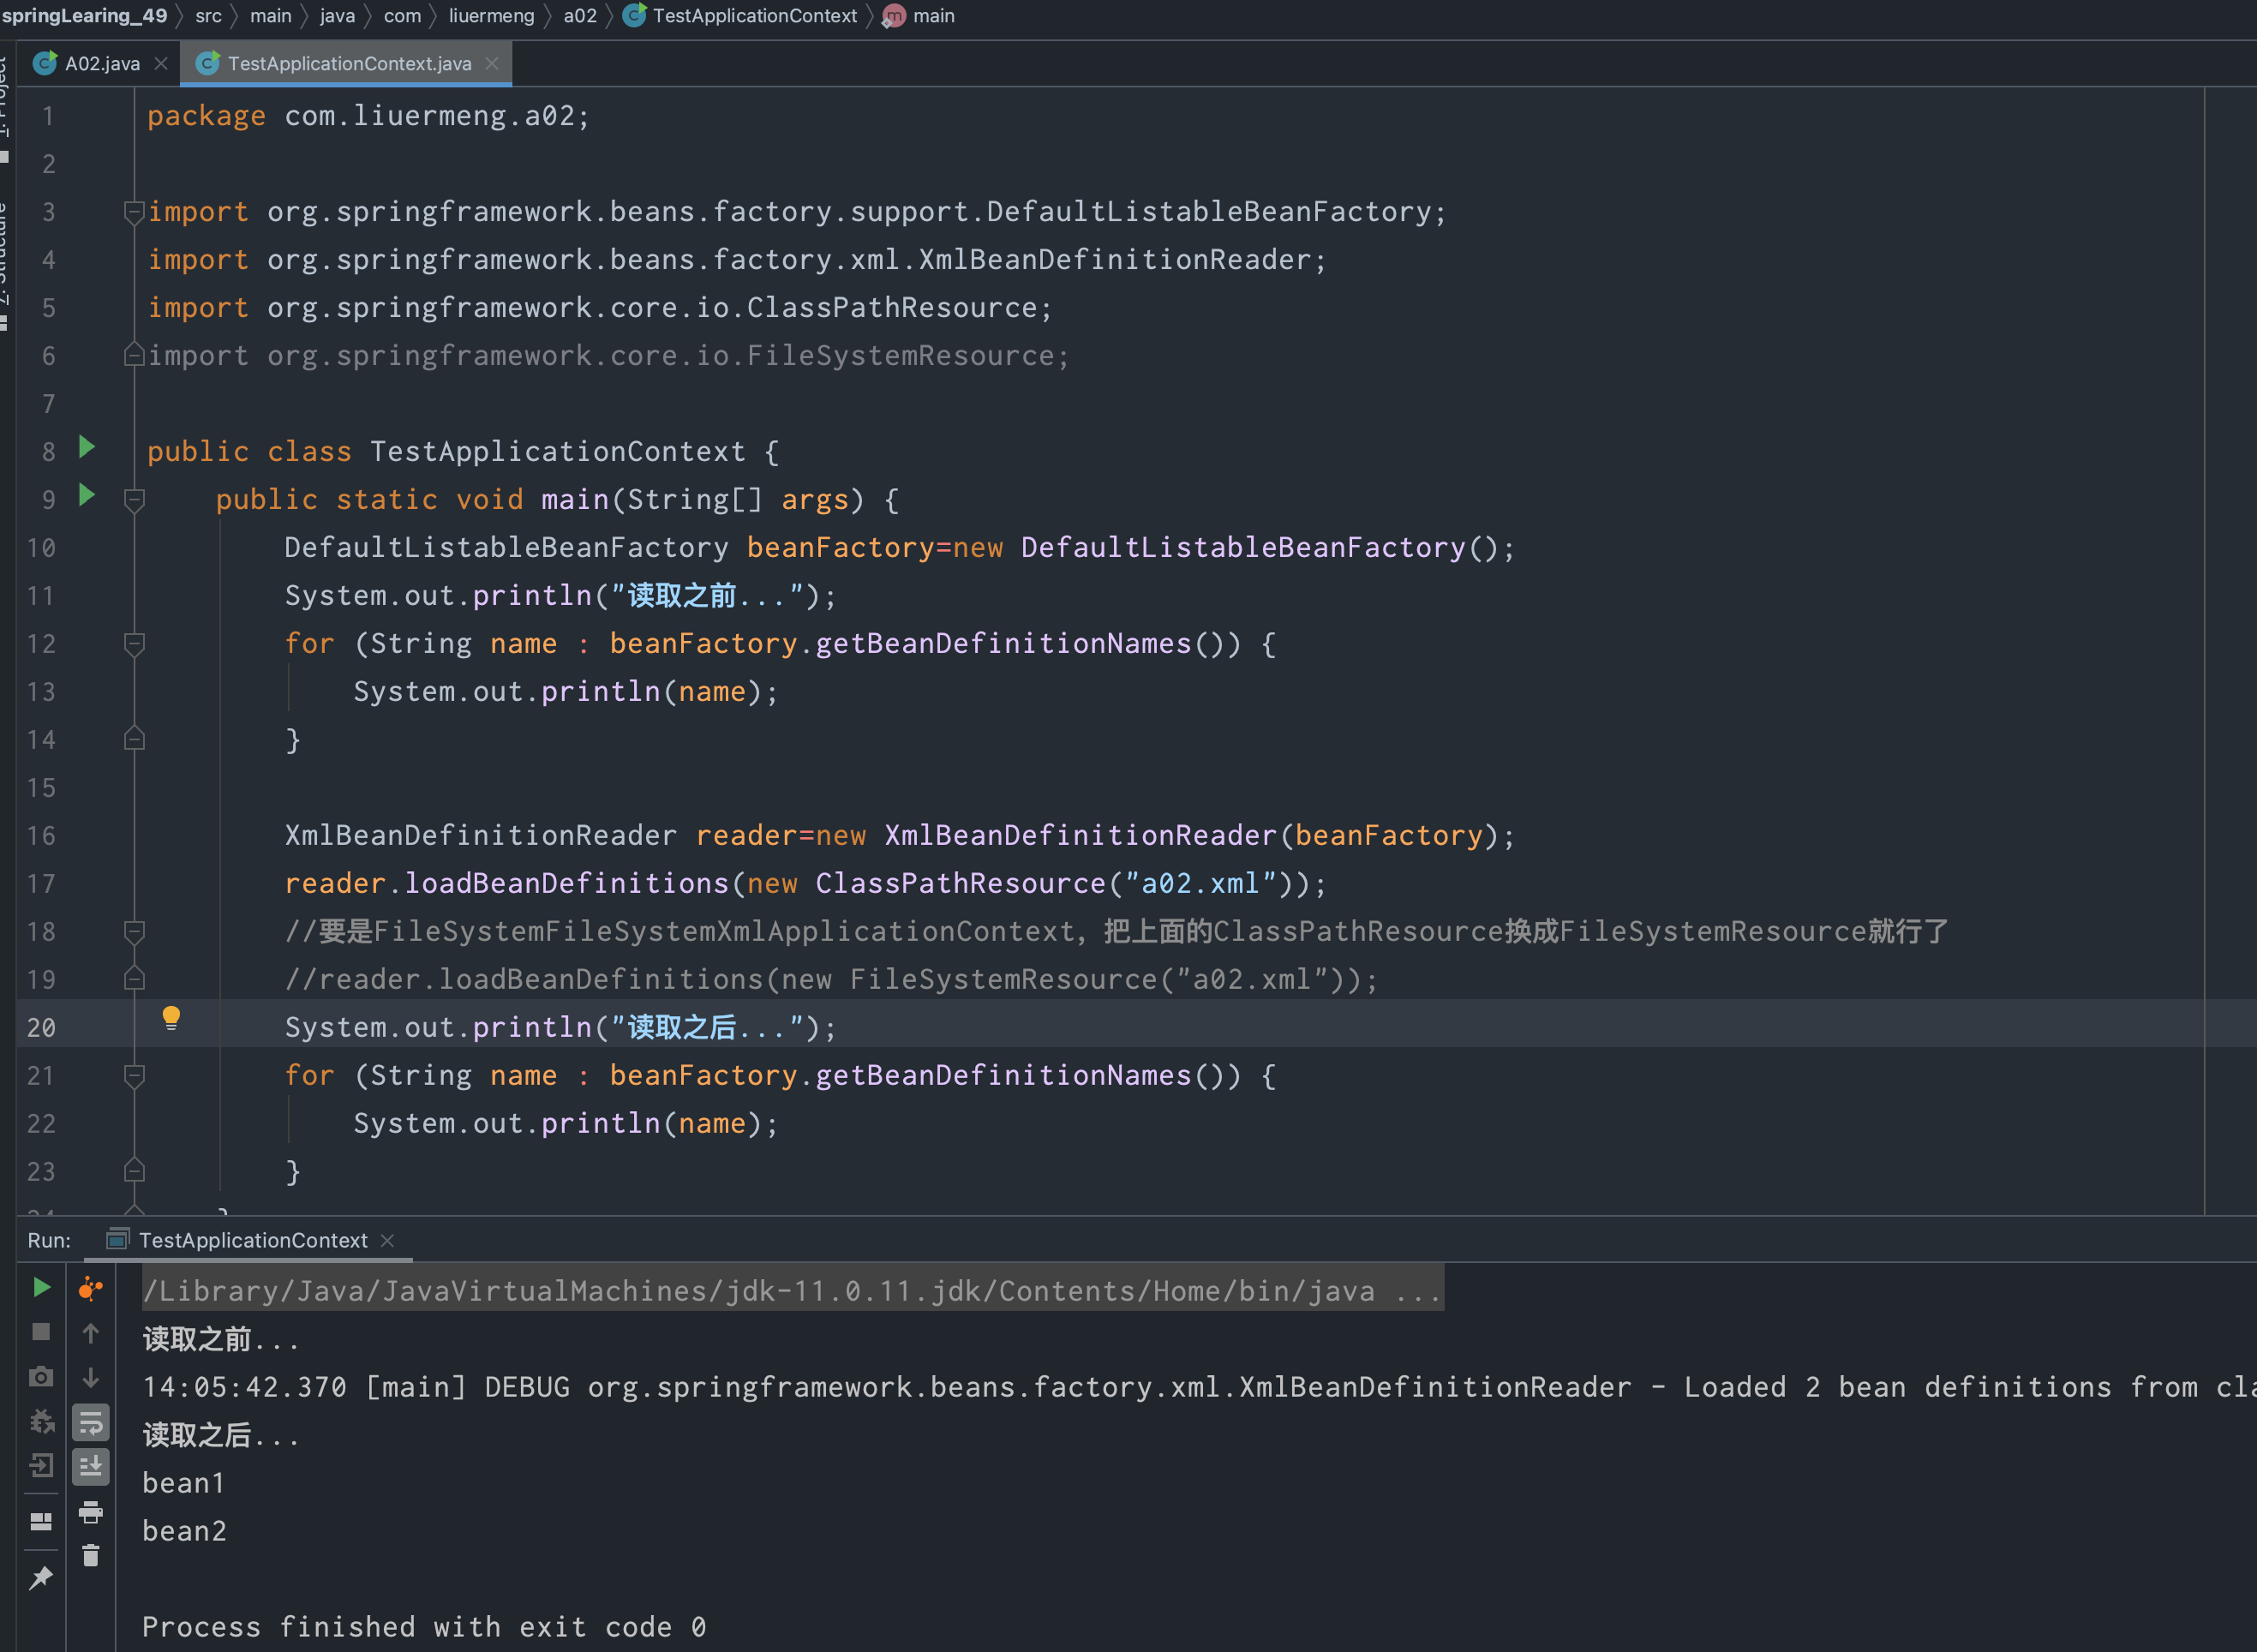 springLearing_49 src main java com liuermeng a02 TestApplicationContext main
A02.java TestApplicationContext.java
1 package com.liuermeng.a02;
2
3 import org.springframework.beans.factory.support.DefaultListableBeanFactory;
4 import org.springframework.beans.factory.xml.XmlBeanDefinitionReader;
5 import org.springframework.core.io.ClassPathResource;
6 import org.springframework.core.io.FileSystemResource;
7
8 public class TestApplicationContext {
9 public static void main(String[] args) {
10 DefaultListableBeanFactory beanFactory=new DefaultListableBeanFactory();
11 System.out.println("读取之前...");
12 for (String name : beanFactory.getBeanDefinitionNames()) {
13 System.out.println(name);
14 }
15
16 XmlBeanDefinitionReader reader=new XmlBeanDefinitionReader(beanFactory);
17 reader.loadBeanDefinitions(new ClassPathResource("a02.xml"));
18 //要是FileSystemFileSystemXmlApplicationContext，把上面的ClassPathResource换成FileSystemResource就行了
19 //reader.loadBeanDefinitions(new FileSystemResource("a02.xml"));
20 System.out.println("读取之后...");
21 for (String name : beanFactory.getBeanDefinitionNames()) {
22 System.out.println(name);
23 }
Run: TestApplicationContext
/Library/Java/JavaVirtualMachines/jdk-11.0.11.jdk/Contents/Home/bin/java ...
读取之前...
14:05:42.370 [main] DEBUG org.springframework.beans.factory.xml.XmlBeanDefinitionReader - Loaded 2 bean definitions from
读取之后...
bean1
bean2
Process finished with exit code 0